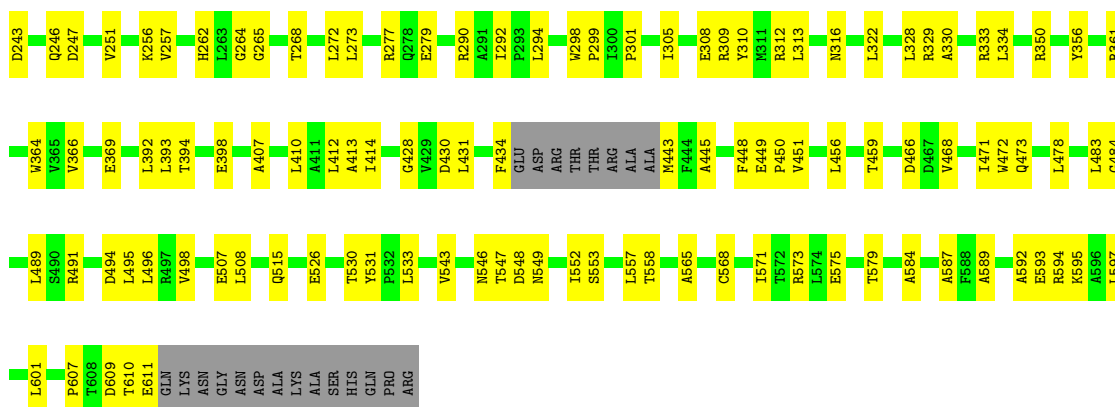 D243 Q246 D247 V251 K256 V257 H262 L263 G264 G265 T268 L272 L273 R277 Q278 E279 R290 A291 I292 P293 L294 W298 P299 I300 P301 I305 E308 R309 Y310 M311 R312 L313 N316 L322 L328 R329 A330 R333 L334 R350 Y356
W364 V365 V366 E369 L392 L393 T394 E398 A407 L410 A411 L412 A413 I414 G428 V429 D430 L431 F434 GLU ASP ARG THR THR ARG ALA ALA M443 F444 A445 F448 E449 P450 V451 L456 T459 D466 D467 V468 I471 W472 Q473 L478 L483
L489 S490 R491 D494 L495 L496 R497 V498 E507 L508 Q515 E526 T530 Y531 P532 L533 V543 N546 T547 D548 N549 I552 S553 L557 T558 A565 C568 I571 T572 R573 L574 E575 T579 A584 A587 F588 A589 A592 E593 R594 K595 A596 L597
L601 P607 T608 D609 T610 E611 GLN LYS ASN GLY ASN ASP ALA LYS ALA SER HIS GLN PRO ARG